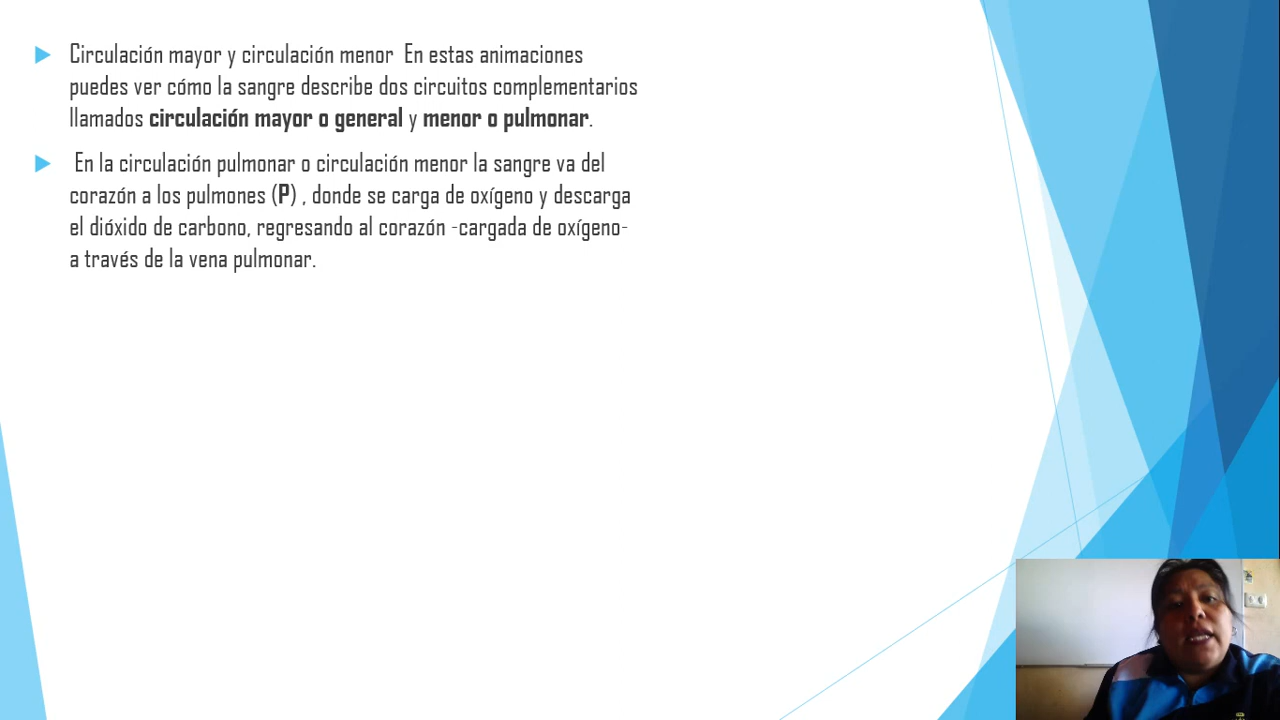 Circulación mayor y circulación menor En estas animaciones
puedes ver cómo la sangre describe dos circuitos complementarios
llamados circulación mayor o general y menor o pulmonar.
En la circulación pulmonar o circulación menor la sangre va del
corazón a los pulmones (P) , donde se carga de oxígeno y descarga
el dióxido de carbono, regresando al corazón -cargada de oxígeno-
a través de la vena pulmonar.